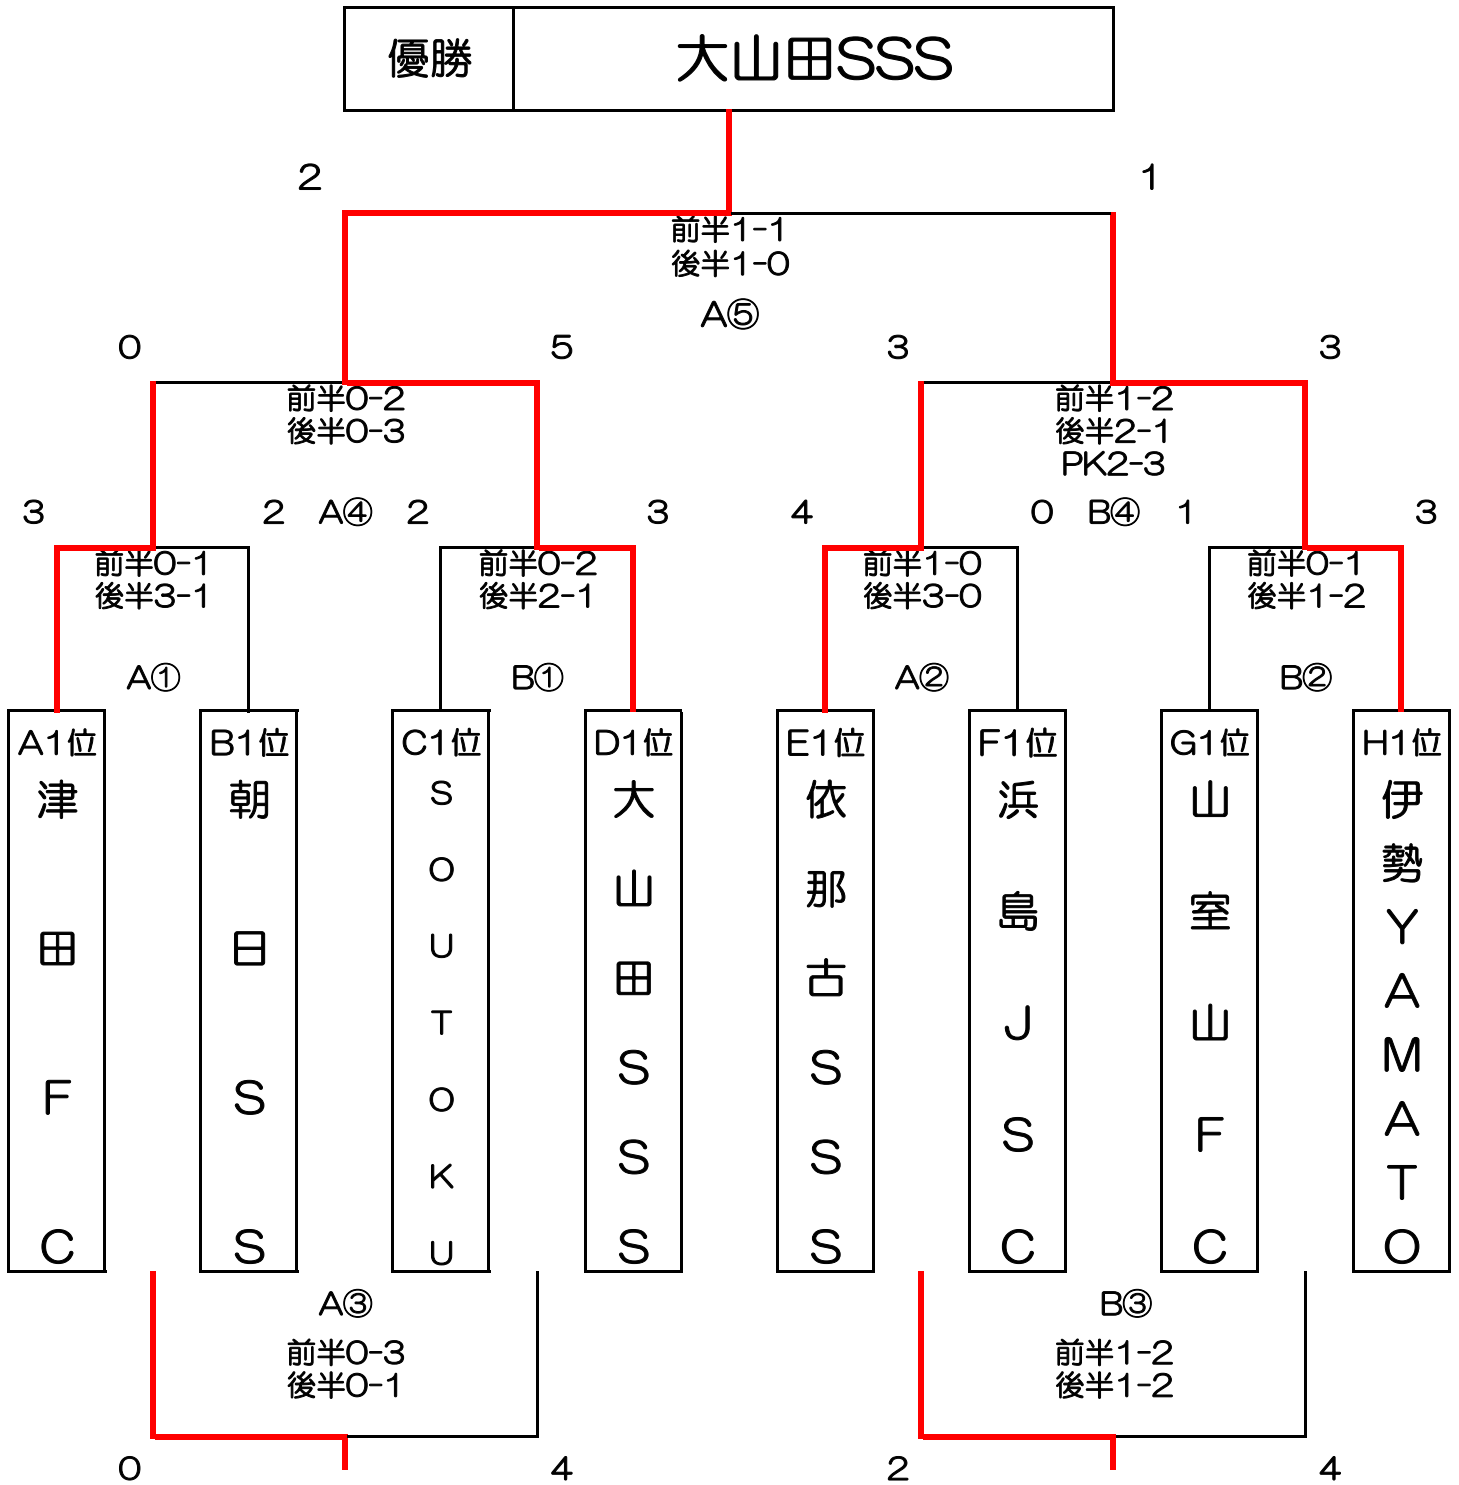 優勝 大山田SSS
2 1
前半1-1
後半1-0
A⑤
0 5 3 3
前半0-2 前半1-2
後半0-3 後半2-1
PK2-3
3 2 A④ 2 3 4 0 B④ 1 3
前半0-1 前半0-2 前半1-0 前半0-1
後半3-1 後半2-1 後半3-0 後半1-2
A① B① A② B②
A1位 B1位 C1位 D1位 E1位 F1位 G1位 H1位
津田FC
朝日SS
SOUTOKU
大山田SSS
依那古SSS
浜島JSC
山室山FC
伊勢YAMATO
A③ B③
前半0-3 前半1-2
後半0-1 後半1-2
0 4 2 4